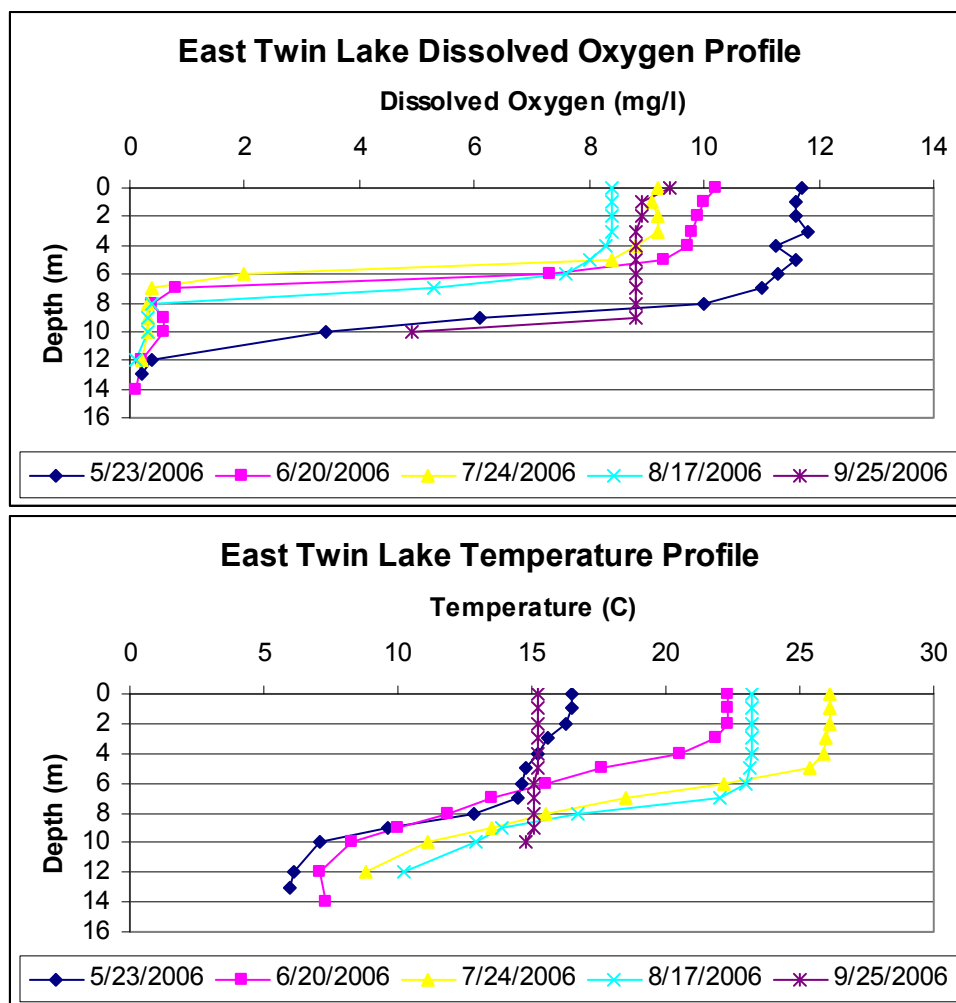 East Twin Lake Dissolved Oxygen Profile
Dissolved Oxygen (mg/l)
0 2 4 6 8 10 12 14
Depth (m)
0
2
4
6
8
10
12
14
16
5/23/2006 6/20/2006 7/24/2006 8/17/2006 9/25/2006
East Twin Lake Temperature Profile
Temperature (C)
0 5 10 15 20 25 30
Depth (m)
0
2
4
6
8
10
12
14
16
5/23/2006 6/20/2006 7/24/2006 8/17/2006 9/25/2006